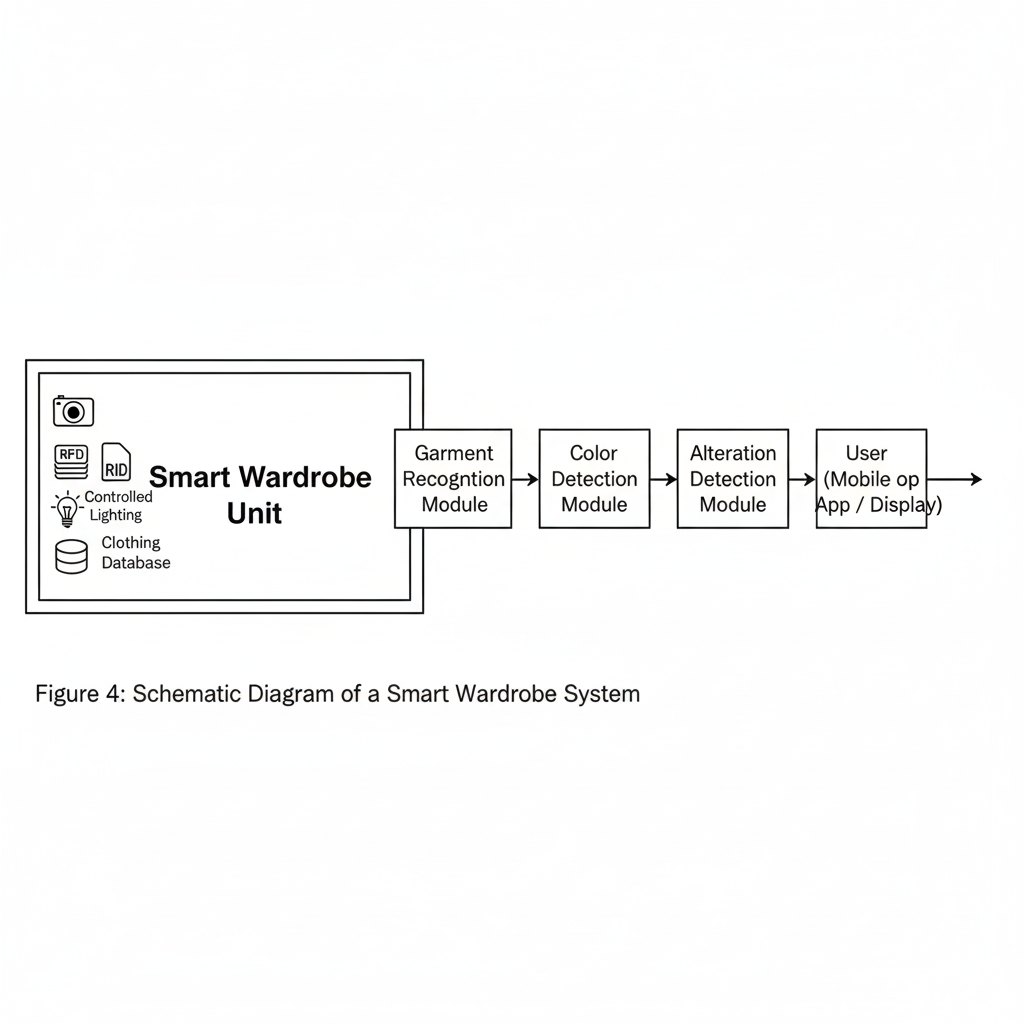 RFD
RID
Controlled
Lighting
Clothing
Database
Smart Wardrobe
Unit
Garment
Recogntion
Module
Color
Detection
Module
Alteration
Detection
Module
User
(Mobile op
App / Display)
Figure 4: Schematic Diagram of a Smart Wardrobe System